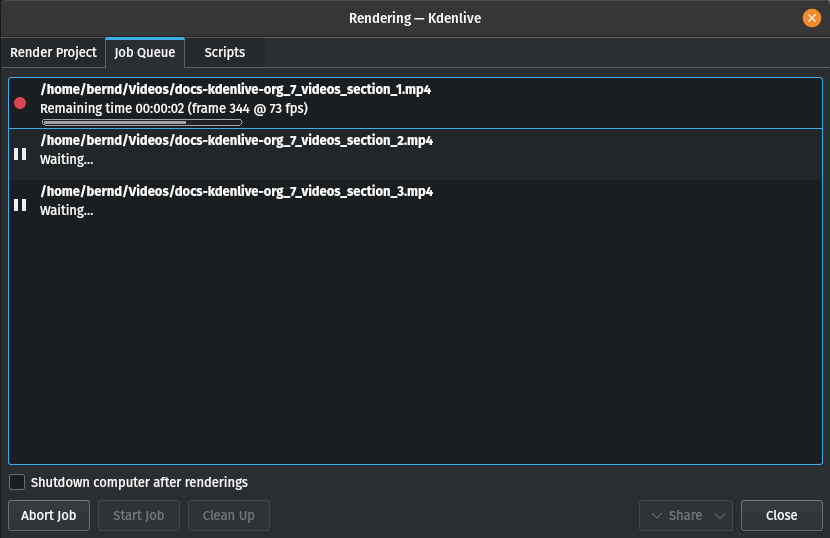 Rendering — Kdenlive
Render Project Job Queue Scripts
/home/bernd/Videos/docs-kdenlive-org_7_videos_section_1.mp4
Remaining time 00:00:02 (frame 344 @ 73 fps)
/home/bernd/Videos/docs-kdenlive-org_7_videos_section_2.mp4
Waiting...
/home/bernd/Videos/docs-kdenlive-org_7_videos_section_3.mp4
Waiting...
Shutdown computer after renderings
Abort Job Start Job Clean Up Share Close